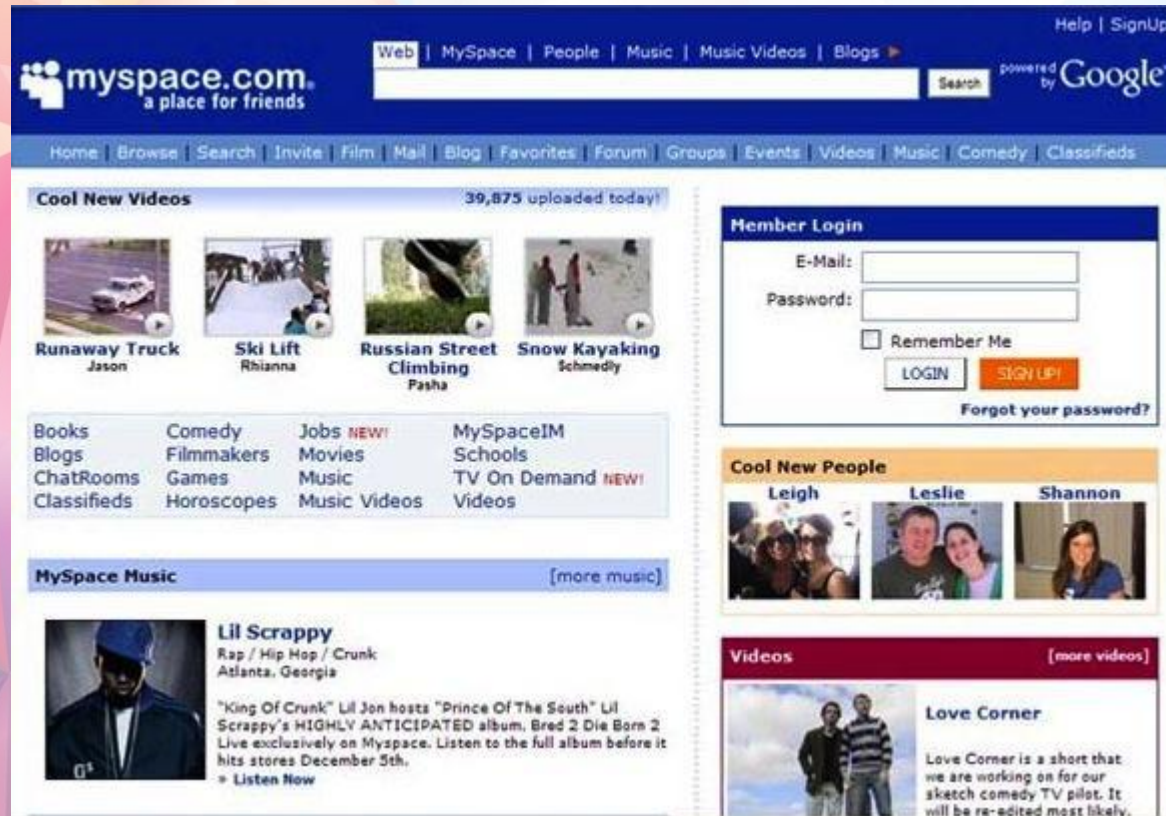 Help | SignUp
myspace.com.
a place for friends
Web | MySpace | People | Music | Music Videos | Blogs
Search
powered by Google
Home | Browse | Search | Invite | Film | Mail | Blog | Favorites | Forum | Groups | Events | Videos | Music | Comedy | Classifieds
Cool New Videos 39,875 uploaded today!
Runaway Truck
Jason
Ski Lift
Rhianna
Russian Street
Climbing
Pasha
Snow Kayaking
Schmedly
Books Comedy Jobs NEW! MySpaceIM
Blogs Filmmakers Movies Schools
ChatRooms Games Music TV On Demand NEW!
Classifieds Horoscopes Music Videos Videos
MySpace Music [more music]
Lil Scrappy
Rap / Hip Hop / Crunk
Atlanta, Georgia
"King Of Crunk" Lil Jon hosts "Prince Of The South" Lil
Scrappy's HIGHLY ANTICIPATED album, Bred 2 Die Born 2
Live exclusively on Myspace. Listen to the full album before it
hits stores December 5th.
» Listen Now
Member Login
E-Mail:
Password:
Remember Me
LOGIN SIGN UP!
Forgot your password?
Cool New People
Leigh Leslie Shannon
Videos [more videos]
Love Corner
Love Corner is a short that
we are working on for our
sketch comedy TV pilot. It
will be re-edited most likely,